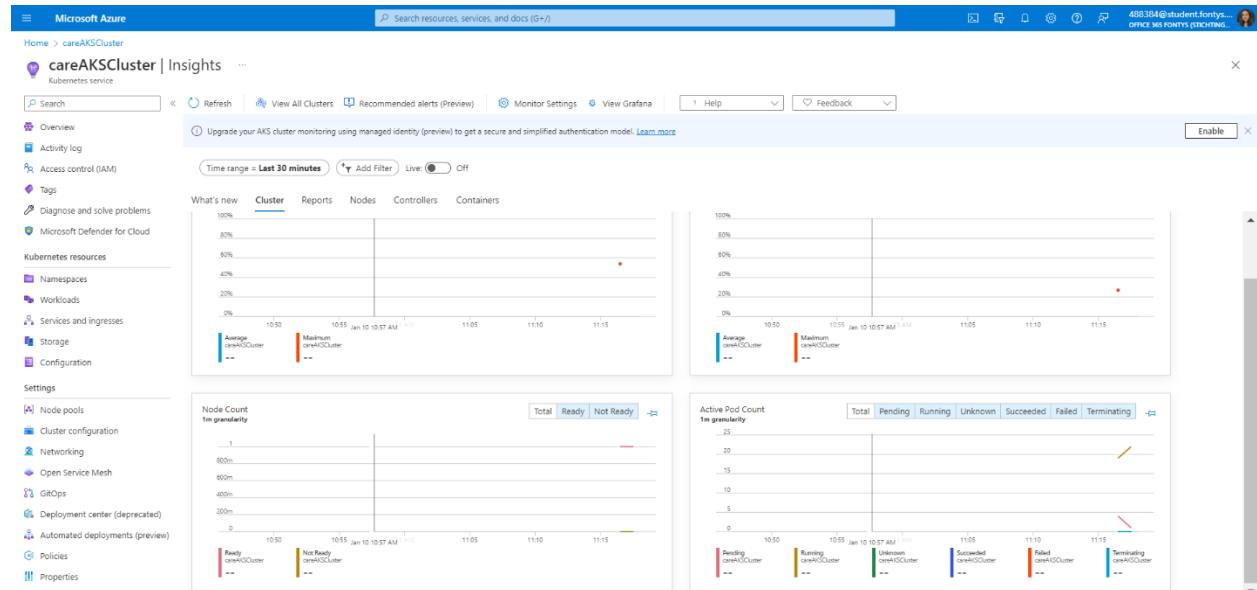 Microsoft Azure
Search resources, services, and docs (G+/)
488384@student.fontys....
OFFICE 365 FONTYS (STICHTING...
Home > careAKSCluster
careAKSCluster | Insights ...
Kubernetes service
Search
«
Refresh
View All Clusters
Recommended alerts (Preview)
Monitor Settings
View Grafana
? Help
Feedback
Overview
Activity log
Access control (IAM)
Tags
Diagnose and solve problems
Microsoft Defender for Cloud
Kubernetes resources
Namespaces
Workloads
Services and ingresses
Storage
Configuration
Settings
Node pools
Cluster configuration
Networking
Open Service Mesh
GitOps
Deployment center (deprecated)
Automated deployments (preview)
Policies
Properties
Upgrade your AKS cluster monitoring using managed identity (preview) to get a secure and simplified authentication model. Learn more
Enable
Time range = Last 30 minutes
Add Filter
Live: Off
What's new Cluster Reports Nodes Controllers Containers
100%
80%
60%
40%
20%
0%
10:50 10:55 Jan 10 10:57 AM 11:05 11:10 11:15
Average
careAKSCluster
--
Maximum
careAKSCluster
--
100%
80%
60%
40%
20%
0%
10:50 10:55 Jan 10 10:57 AM 11:05 11:10 11:15
Average
careAKSCluster
--
Maximum
careAKSCluster
--
Node Count
1m granularity
Total Ready Not Ready
1
800m
600m
400m
200m
0
10:50 10:55 Jan 10 10:57 AM 11:05 11:10 11:15
Ready
careAKSCluster
--
Not Ready
careAKSCluster
--
Active Pod Count
1m granularity
Total Pending Running Unknown Succeeded Failed Terminating
25
20
15
10
5
0
10:50 10:55 Jan 10 10:57 AM 11:05 11:10 11:15
Pending
careAKSCluster
--
Running
careAKSCluster
--
Unknown
careAKSCluster
--
Succeeded
careAKSCluster
--
Failed
careAKSCluster
--
Terminating
careAKSCluster
--